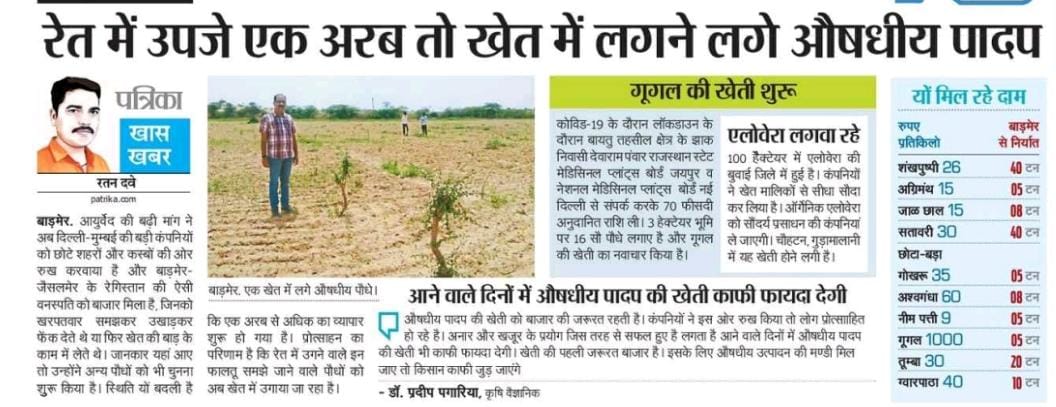 रेत में उपजे एक अरब तो खेत में लगने लगे औषधीय पादप
पत्रिका
खास
खबर
रतन दवे
patrika.com
बाड़मेर. आयुर्वेद की बढ़ी मांग ने
अब दिल्ली-मुम्बई की बड़ी कंपनियों
को छोटे शहरों और कस्बों की ओर
रुख करवाया है और बाड़मेर-
जैसलमेर के रेगिस्तान की ऐसी
वनस्पति को बाजार मिला है, जिनको
खरपतवार समझकर उखाड़कर
फेंक देते थे या फिर खेत की बाड़ के
काम में लेते थे। जानकार यहां आए
तो उन्होंने अन्य पौधों को भी चुनना
शुरू किया है। स्थिति यों बदली है
बाड़मेर. एक खेत में लगे औषधीय पौधे।
कि एक अरब से अधिक का व्यापार
शुरू हो गया है। प्रोत्साहन का
परिणाम है कि रेत में उगने वाले इन
फालतू समझे जाने वाले पौधों को
अब खेत में उगाया जा रहा है।
गूगल की खेती शुरू
कोविड-19 के दौरान लॉकडाउन के
दौरान बायतु तहसील क्षेत्र के झाक
निवासी देवाराम पंवार राजस्थान स्टेट
मेडिसिनल प्लांट्स बोर्ड जयपुर व
नेशनल मेडिसिनल प्लांट्स बोर्ड नई
दिल्ली से संपर्क करके 70 फीसदी
अनुदानित राशि ली। 3 हेक्टेयर भूमि
पर 16 सौ पौधे लगाए है और गूगल
की खेती का नवाचार किया है।
एलोवेरा लगवा रहे
100 हैक्टेयर में एलोवेरा की
बुवाई जिले में हुई है। कंपनियों
ने खेत मालिकों से सीधा सौदा
कर लिया है। ऑर्गेनिक एलोवेरा
को सौंदर्य प्रसाधन की कंपनियां
ले जाएगी। चौहटन, गुड़ामालानी
में यह खेती होने लगी है।
आने वाले दिनों में औषधीय पादप की खेती काफी फायदा देगी
औषधीय पादप की खेती को बाजार की जरूरत रहती है। कंपनियों ने इस ओर रुख किया तो लोग प्रोत्साहित
हो रहे है। अनार और खजूर के प्रयोग जिस तरह से सफल हुए है लगता है आने वाले दिनों में औषधीय पादप
की खेती भी काफी फायदा देगी। खेती की पहली जरूरत बाजार है। इसके लिए औषधीय उत्पादन की मण्डी मिल
जाए तो किसान काफी जुड़ जाएंगे
- डॉ. प्रदीप पगारिया, कृषि वैज्ञानिक
यों मिल रहे दाम
रुपए बाड़मेर
प्रतिकिलो से निर्यात
शंखपुष्पी 26 40 टन
अग्निमंथ 15 05 टन
जाळ छाल 15 08 टन
सतावरी 30 40 टन
छोटा-बड़ा
गोखरू 35 05 टन
अश्वगंधा 60 08 टन
नीम पत्ती 9 05 टन
गूगल 1000 05 टन
तूम्बा 30 20 टन
ग्वारपाठा 40 10 टन